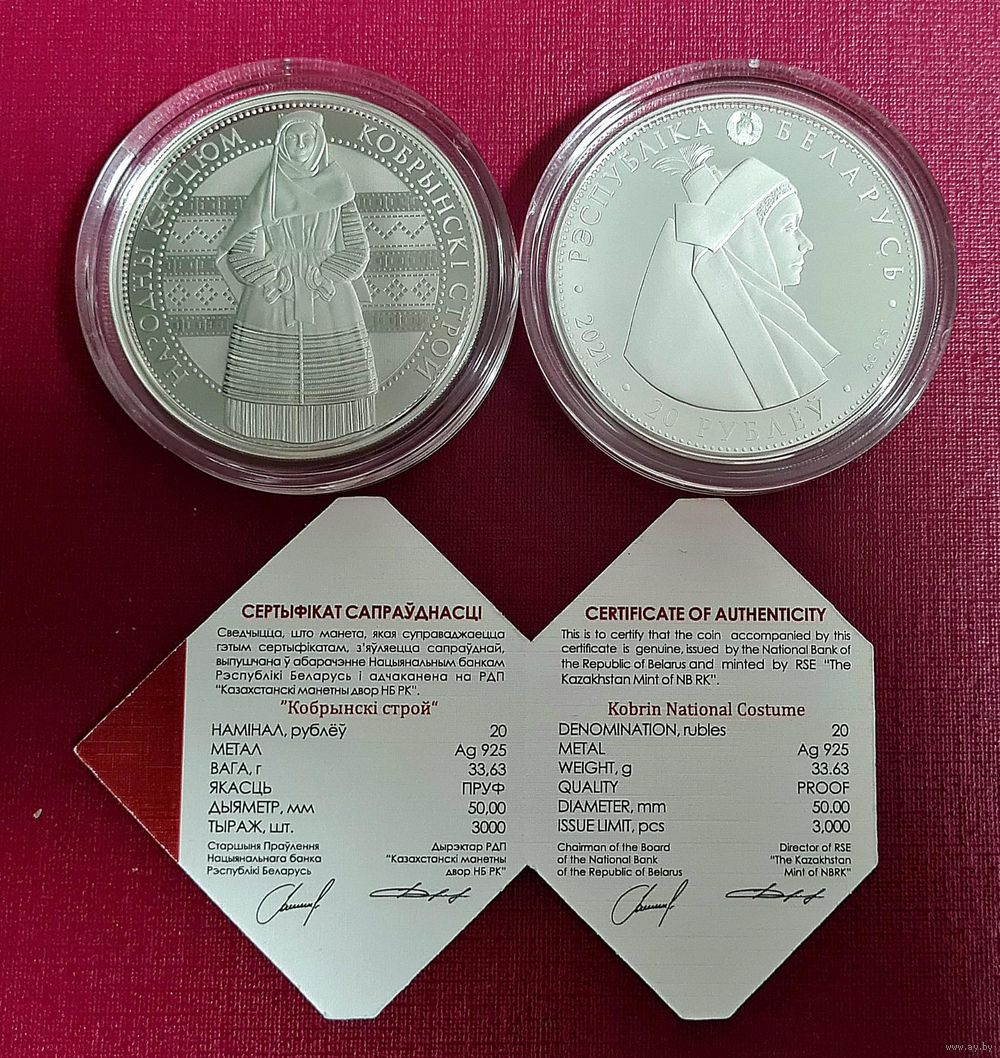 НАРОДНЫ КАСЦЮМ
КОБРЫНСКІ СТРОЙ
РЭСПУБЛІКА БЕЛАРУСЬ
2021
20 РУБЛЁЎ
Ag 925
СЕРТЫФІКАТ САПРАЎДНАСЦІ
Сведчыцца, што манета, якая суправаджаецца
гэтым сертыфікатам, з'яўляецца сапраўднай,
выпушчана ў абарачэнне Нацыянальным банкам
Рэспублікі Беларусь і адчаканена на РДП
"Казахстанскі манетны двор НБ РК".
"Кобрынскі строй"
НАМІНАЛ, рублёў 20
МЕТАЛ Ag 925
ВАГА, г 33,63
ЯКАСЦЬ ПРУФ
ДЫЯМЕТР, мм 50,00
ТЫРАЖ, шт. 3000
Старшыня Праўлення
Нацыянальнага банка
Рэспублікі Беларусь
Дырэктар РДП
"Казахстанскі манетны
двор НБ РК"
CERTIFICATE OF AUTHENTICITY
This is to certify that the coin accompanied by this
certificate is genuine, issued by the National Bank of
the Republic of Belarus and minted by RSE "The
Kazakhstan Mint of NB RK".
Kobrin National Costume
DENOMINATION, rubles 20
METAL Ag 925
WEIGHT, g 33.63
QUALITY PROOF
DIAMETER, mm 50.00
ISSUE LIMIT, pcs 3,000
Chairman of the Board
of the National Bank
of the Republic of Belarus
Director of RSE
"The Kazakhstan
Mint of NBRK"
www.ay.by